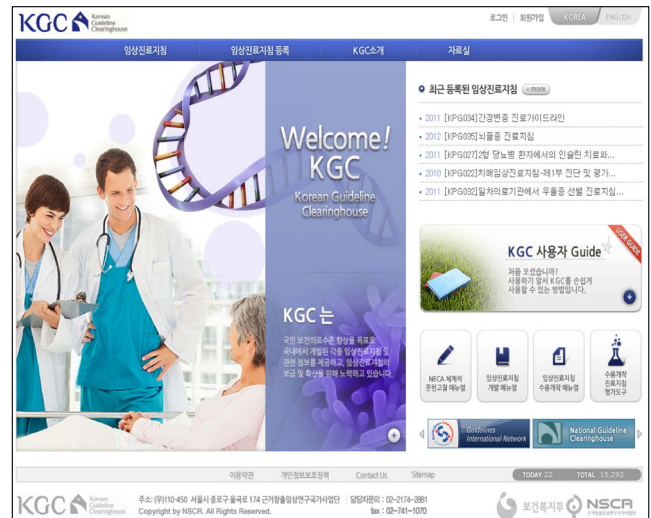 KGC Korean Guideline Clearinghouse
로그인 | 회원가입 KOREA ENGLISH
임상진료지침 임상진료지침 등록 KGC소개 자료실
Welcome!
KGC
Korean Guideline
Clearinghouse
KGC 는
국민 보건의료수준 향상을 목표로
국내에서 개발된 각종 임상진료지침 및
관련 정보를 제공하고, 임상진료지침의
보급 및 확산을 위해 노력하고 있습니다.
최근 등록된 임상진료지침 +more
2011 [KPG034]간경변증 진료가이드라인
2012 [KPG035]뇌졸중 진료지침
2011 [KPG027]2형 당뇨병 환자에서의 인슐린 치료와...
2010 [KPG022]치매임상진료지침-제1부 진단 및 평가...
2011 [KPG032]일차의료기관에서 우울증 선별 진료지침...
KGC 사용자 Guide
USER GUIDE
처음 오셨습니까?
사용하기 앞서 KGC를 손쉽게
사용할 수 있는 방법입니다.
NECA 체계적
문헌고찰 매뉴얼
임상진료지침
개발 매뉴얼
임상진료지침
수용개작 매뉴얼
수용개작
진료지침
평가도구
Guidelines
International Network
National Guideline
Clearinghouse
이용약관 개인정보보호정책 Contact Us Sitemap
TODAY 22 TOTAL 15,292
KGC Korean Guideline Clearinghouse
주소: (우)110-450 서울시 종로구 율곡로 174 근거창출임상연구국가사업단 | 담당자문의 : 02-2174-2881
Copyright by NSCR. All Rights Reserved. fax : 02-741-1070
보건복지부 NSCR
근거창출임상연구국가사업단